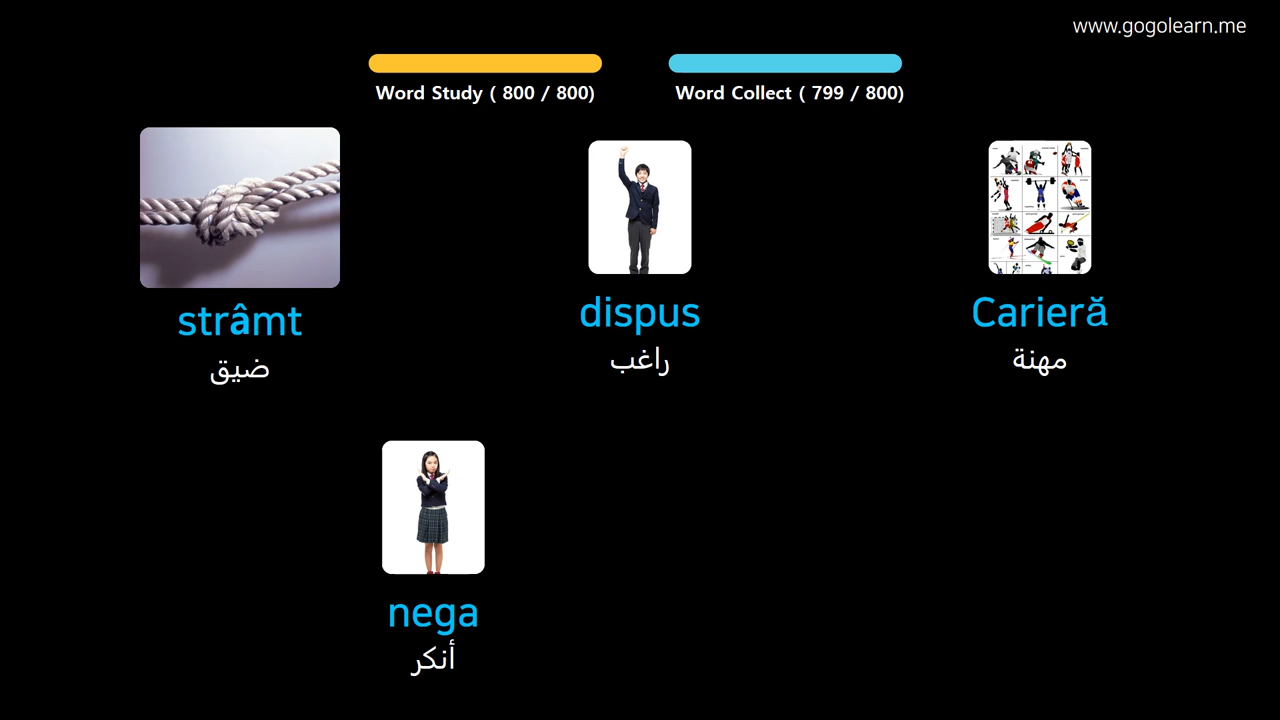 www.gogolearn.me
Word Study ( 800 / 800)
Word Collect ( 799 / 800)
strâmt
ضيق
dispus
راغب
Carieră
مهنة
nega
أنكر